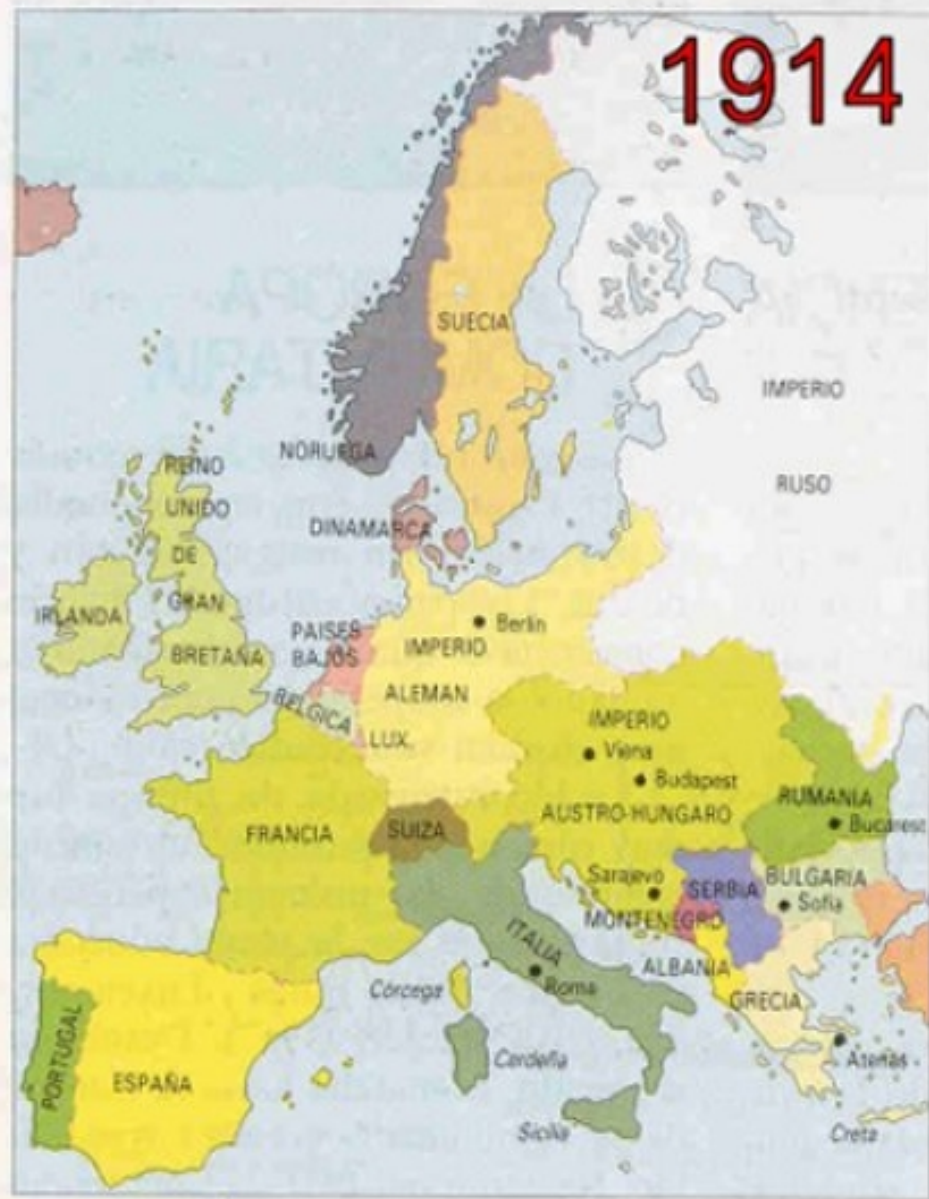 1914
SUECIA
IMPERIO
RUSO
NORUEGA
REINO
UNIDO
DE
GRAN
BRETAÑA
DINAMARCA
IRLANDA
PAISES
BAJOS
Berlin
IMPERIO
ALEMAN
BELGICA
LUX.
IMPERIO
Viena
Budapest
AUSTRO-HUNGARO
RUMANIA
Bucarest
FRANCIA
SUIZA
Sarajevo
SERBIA
BULGARIA
Sofía
MONTENEGRO
ITALIA
ALBANIA
Roma
GRECIA
Córcega
Cerdeña
Atenas
PORTUGAL
ESPAÑA
Sicilia
Creta